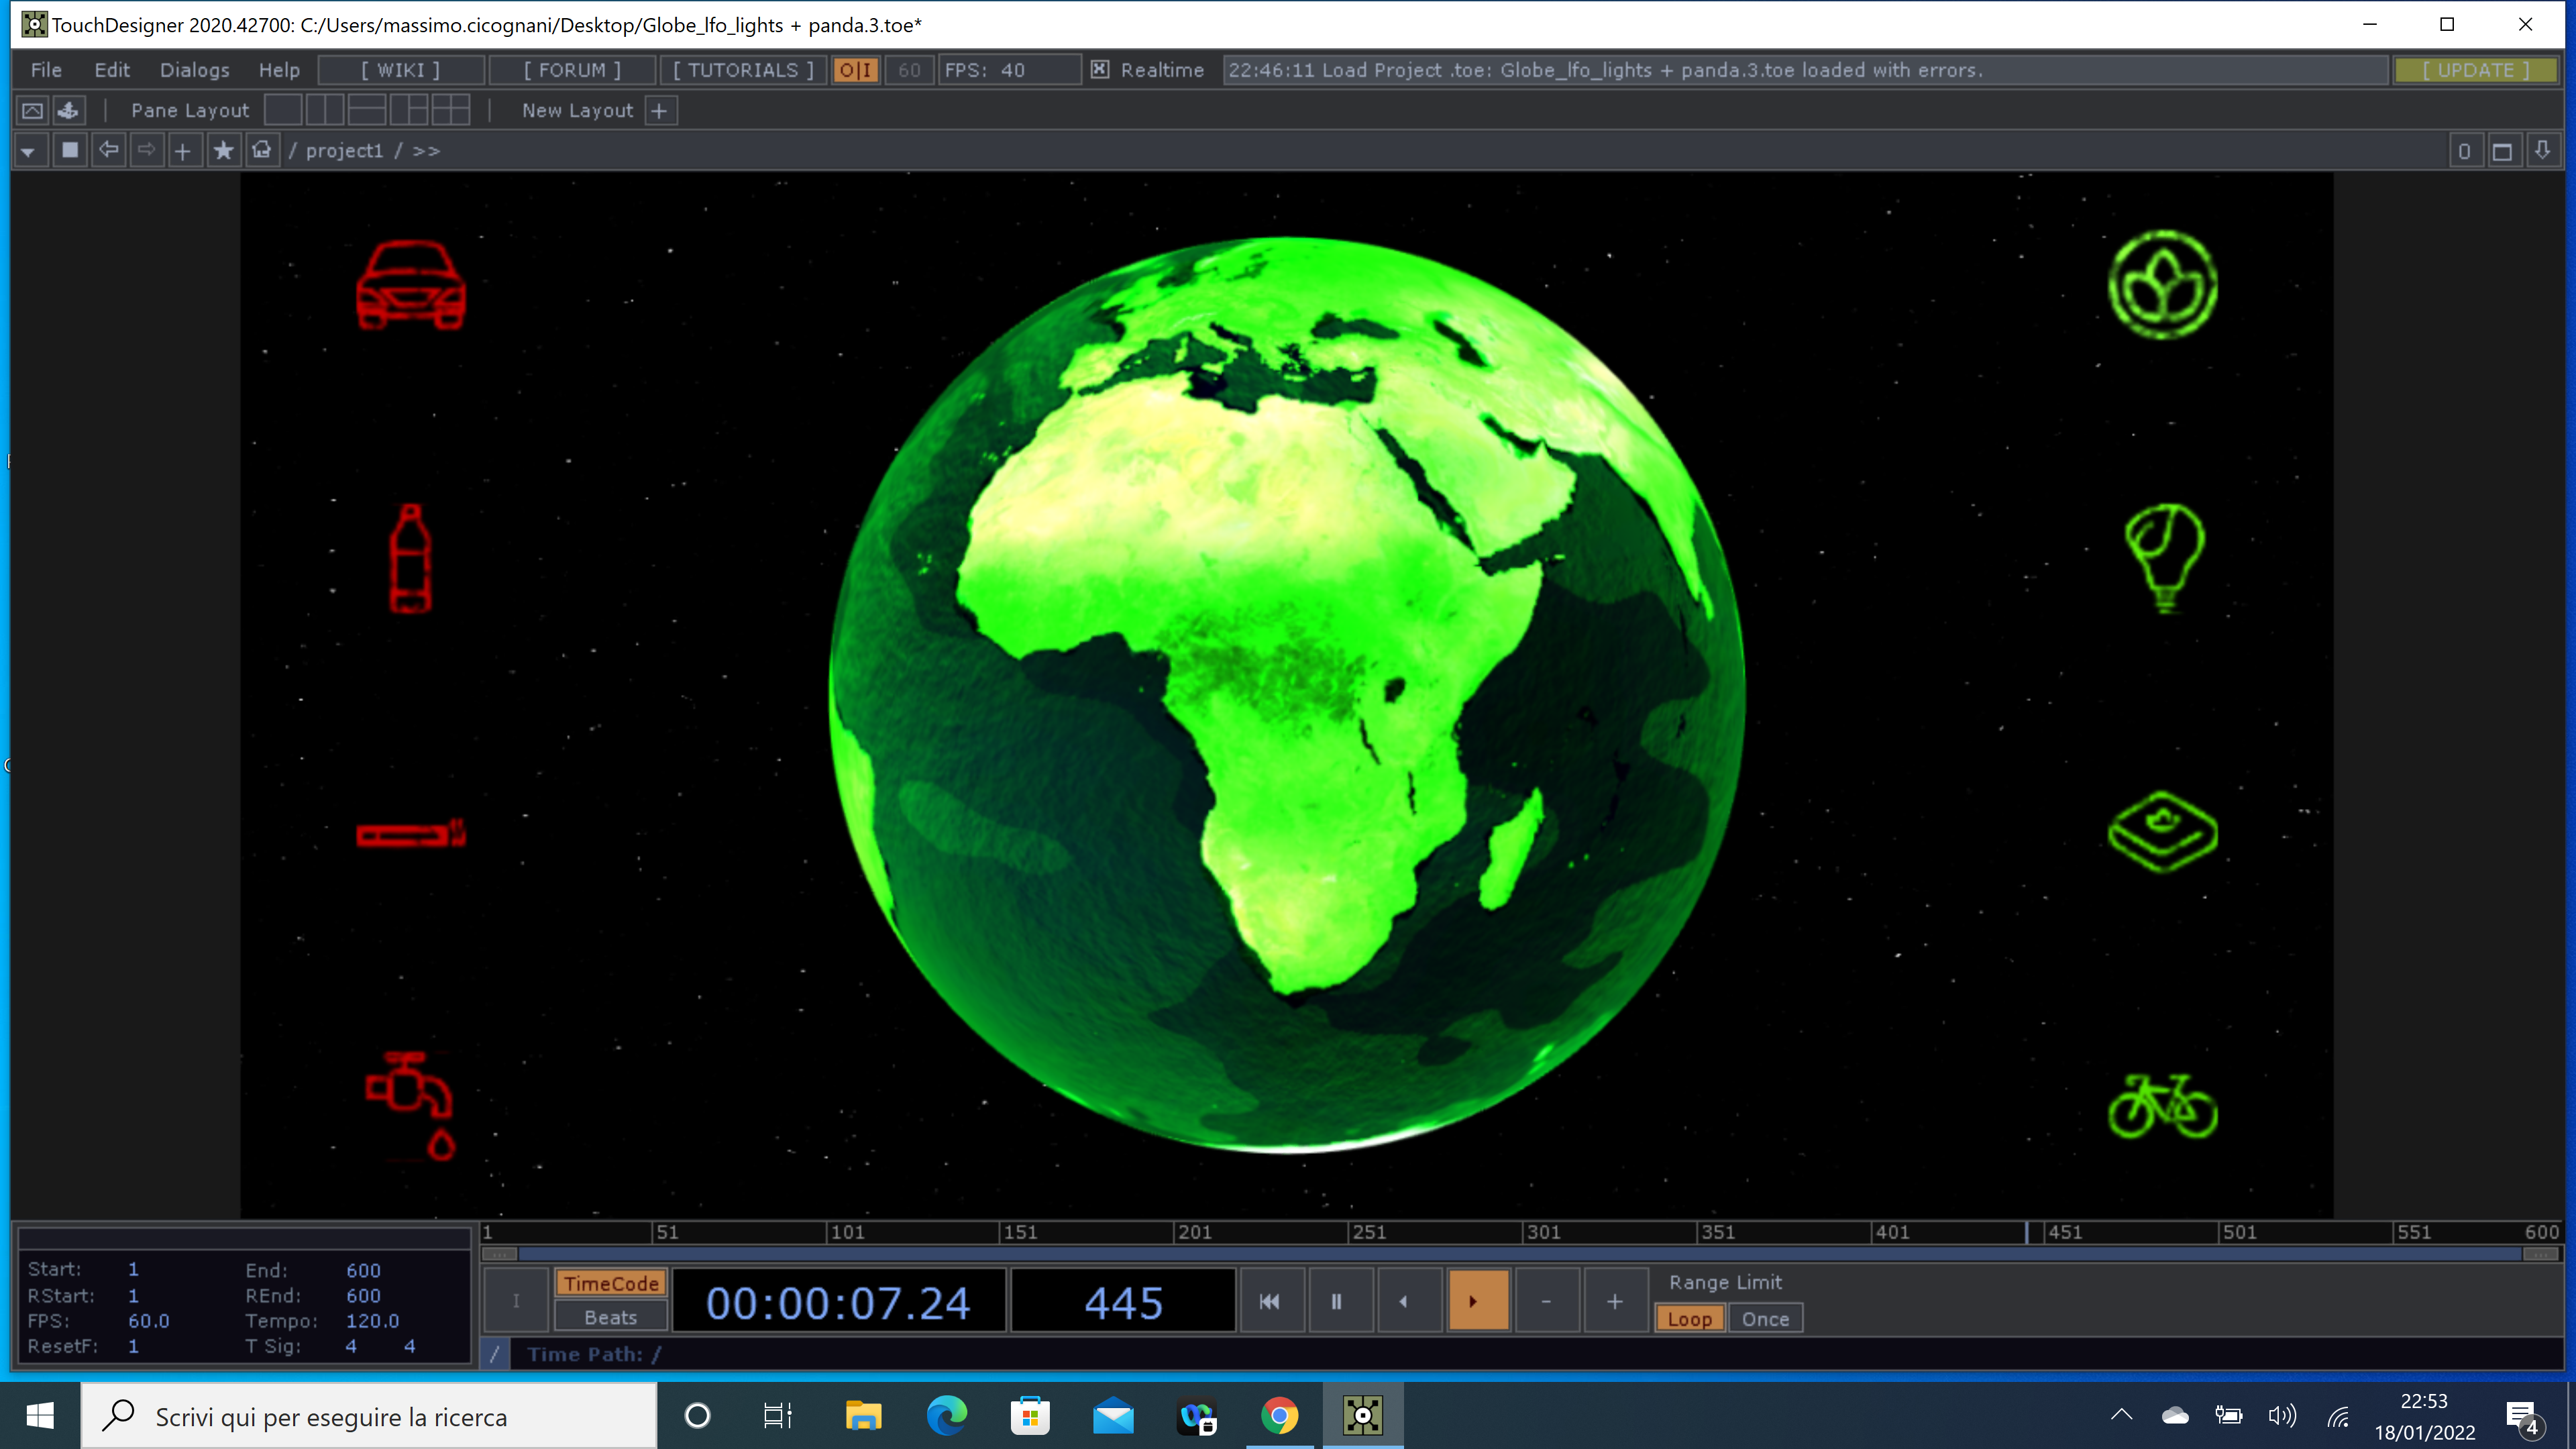 TouchDesigner 2020.42700: C:/Users/massimo.cicognani/Desktop/Globe_lfo_lights + panda.3.toe*
File Edit Dialogs Help [ WIKI ] [ FORUM ] [ TUTORIALS ] O|I 60 FPS: 40 Realtime 22:46:11 Load Project .toe: Globe_lfo_lights + panda.3.toe loaded with errors. [ UPDATE ]
Pane Layout New Layout +
/ project1 / >> 0
1 51 101 151 201 251 301 351 401 451 501 551 600
Start: 1 End: 600
RStart: 1 REnd: 600
FPS: 60.0 Tempo: 120.0
ResetF: 1 T Sig: 4 4
I TimeCode 00:00:07.24 445 - + Range Limit
Beats Loop Once
/ Time Path: /
Scrivi qui per eseguire la ricerca
22:53
18/01/2022
4